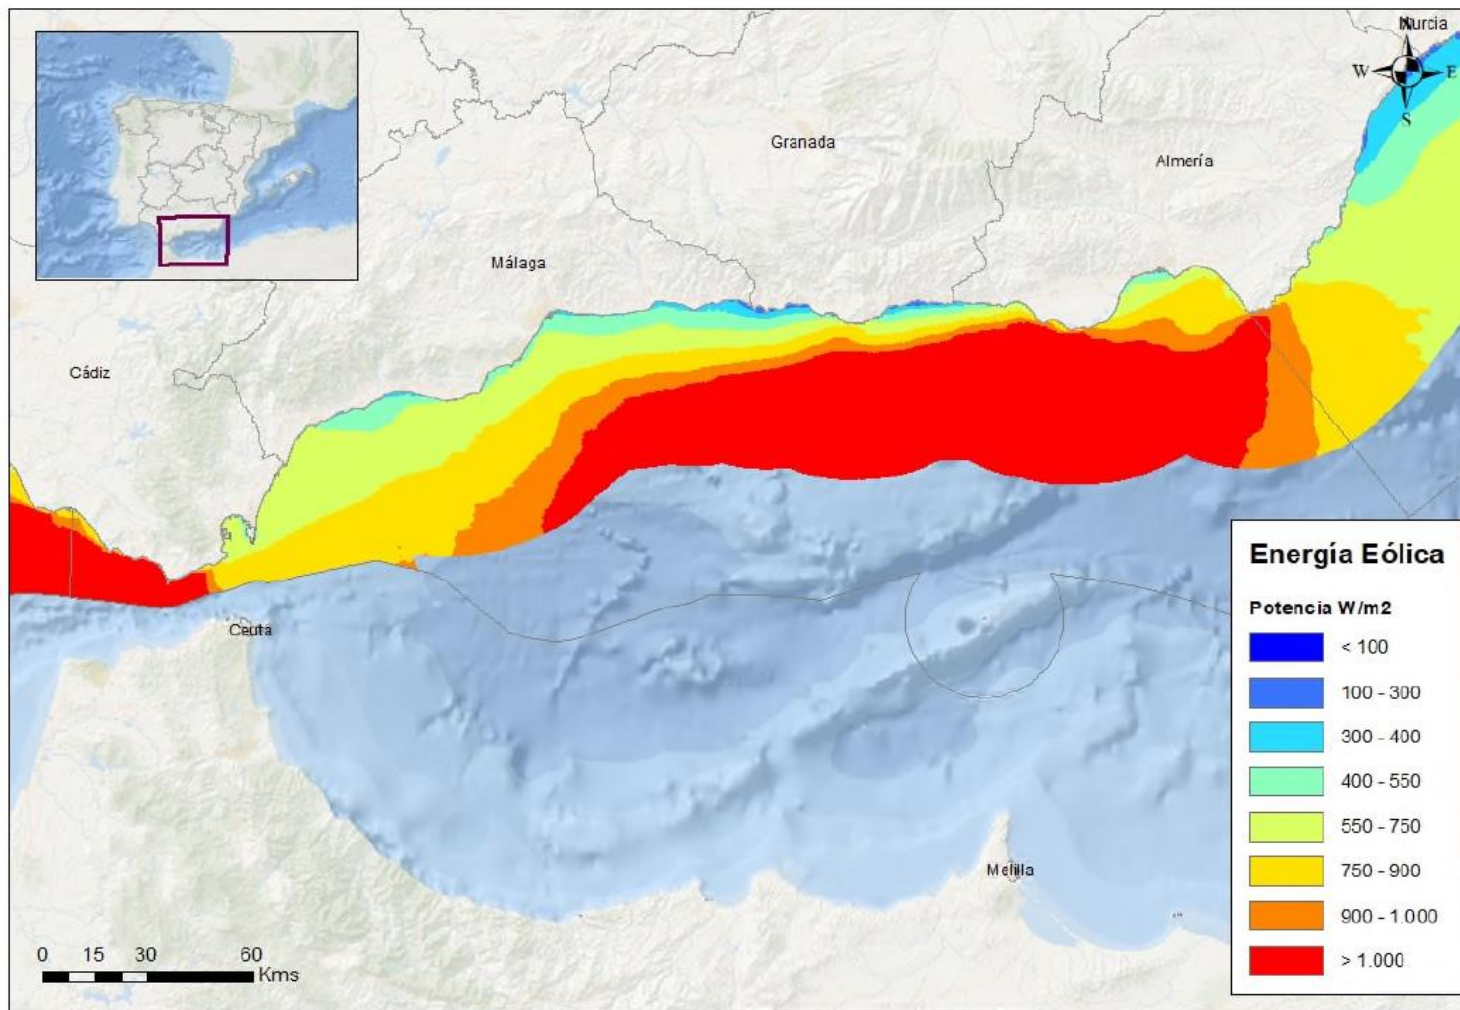 Murcia
N
W
E
S
Granada
Almería
Málaga
Cádiz
Ceuta
Melilla
Energía Eólica
Potencia W/m2
< 100
100 - 300
300 - 400
400 - 550
550 - 750
750 - 900
900 - 1.000
> 1.000
0 15 30 60
Kms